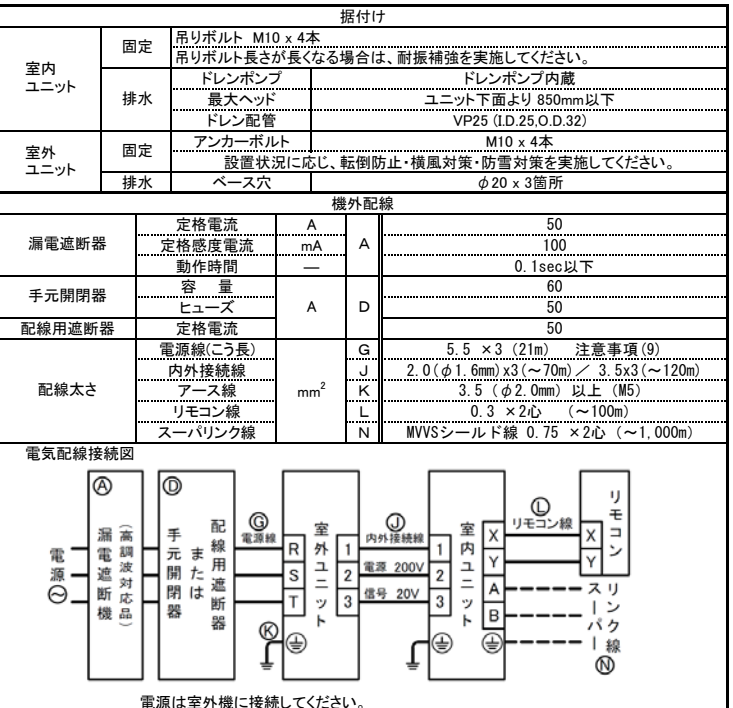 据付け
室内
ユニット
固定
吊りボルト M10 x 4本
吊りボルト長さが長くなる場合は、耐振補強を実施してください。
排水
ドレンポンプ ドレンポンプ内蔵
最大ヘッド ユニット下面より 850mm以下
ドレン配管 VP25 (I.D.25,O.D.32)
室外
ユニット
固定
アンカーボルト M10 x 4本
設置状況に応じ、転倒防止・横風対策・防雪対策を実施してください。
排水 ベース穴 φ20 x 3箇所
機外配線
漏電遮断器
定格電流 A 50
定格感度電流 mA A 100
動作時間 — 0.1sec以下
手元開閉器
容 量 60
ヒューズ A D 50
配線用遮断器 定格電流 50
配線太さ
電源線(こう長) G 5.5 ×3 (21m) 注意事項(9)
内外接続線 J 2.0(φ1.6mm)x3(～70m)／ 3.5x3(～120m)
アース線 mm² K 3.5 (φ2.0mm) 以上 (M5)
リモコン線 L 0.3 ×2心 (～100m)
スーパリンク線 N MVVSシールド線 0.75 ×2心 (～1,000m)
電気配線接続図
電源
Ⓐ
漏電遮断機
(高調波対応品)
Ⓓ
手元開閉器
または
配線用遮断器
Ⓖ
電源線
R
S
T
Ⓚ
室外ユニット
1
2
3
Ⓙ
内外接続線
電源 200V
信号 20V
1
2
3
室内ユニット
X
Y
A
B
Ⓛ
リモコン線
X
Y
リモコン
スーパー
リンク線
Ⓝ
電源は室外機に接続してください。